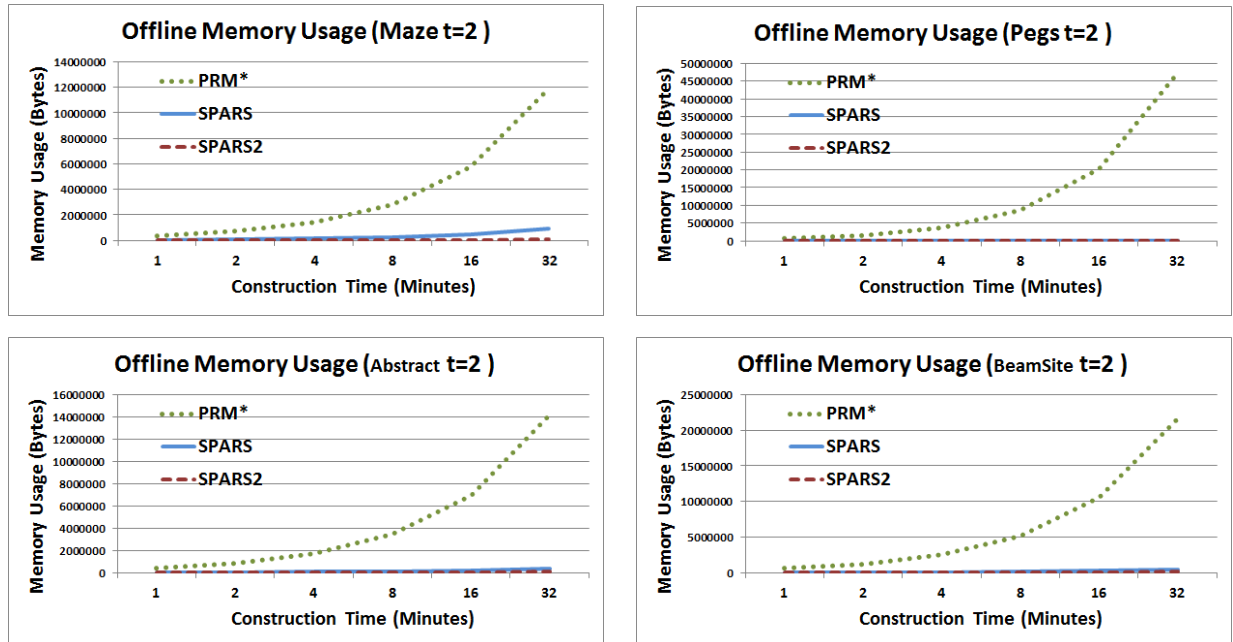 Offline Memory Usage (Maze t=2 )
Memory Usage (Bytes)
14000000
12000000
10000000
8000000
6000000
4000000
2000000
0
PRM*
SPARS
SPARS2
1 2 4 8 16 32
Construction Time (Minutes)
Offline Memory Usage (Pegs t=2 )
Memory Usage (Bytes)
50000000
45000000
40000000
35000000
30000000
25000000
20000000
15000000
10000000
5000000
0
PRM*
SPARS
SPARS2
1 2 4 8 16 32
Construction Time (Minutes)
Offline Memory Usage (Abstract t=2 )
Memory Usage (Bytes)
16000000
14000000
12000000
10000000
8000000
6000000
4000000
2000000
0
PRM*
SPARS
SPARS2
1 2 4 8 16 32
Construction Time (Minutes)
Offline Memory Usage (BeamSite t=2 )
Memory Usage (Bytes)
25000000
20000000
15000000
10000000
5000000
0
PRM*
SPARS
SPARS2
1 2 4 8 16 32
Construction Time (Minutes)